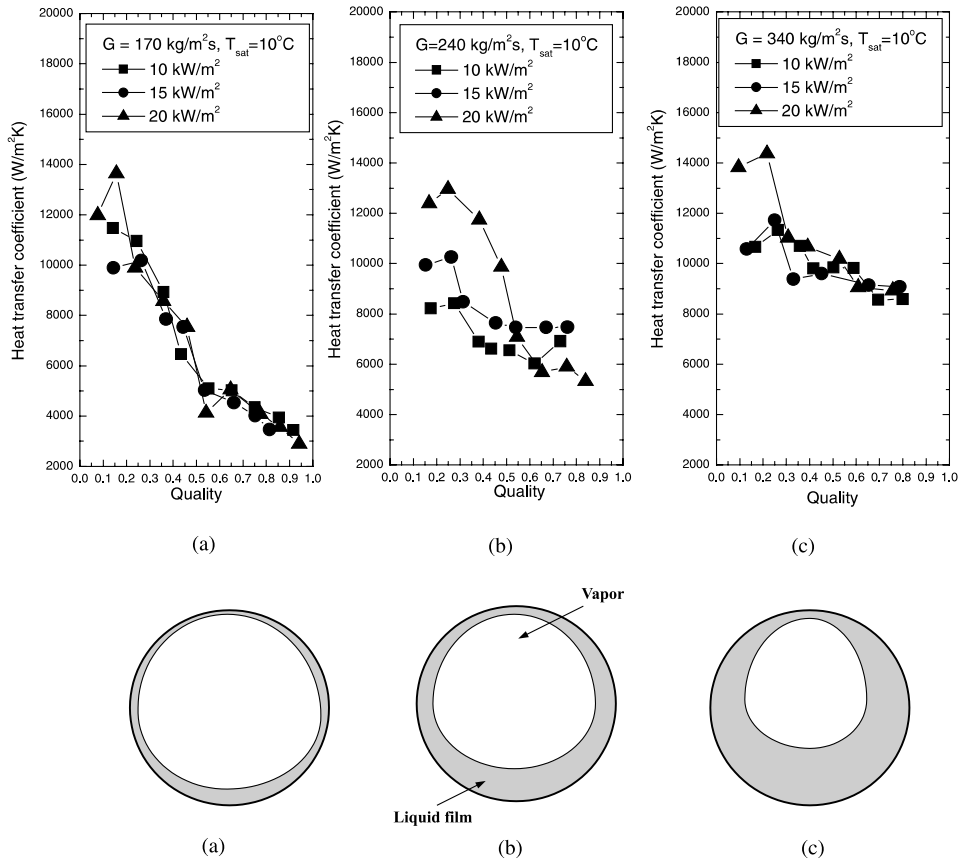 G = 170 kg/m²s, T_sat=10°C
10 kW/m²
15 kW/m²
20 kW/m²
Heat transfer coefficient (W/m²K)
20000
18000
16000
14000
12000
10000
8000
6000
4000
2000
0.0 0.1 0.2 0.3 0.4 0.5 0.6 0.7 0.8 0.9 1.0
Quality
(a)
G=240 kg/m²s, T_sat=10°C
10 kW/m²
15 kW/m²
20 kW/m²
Heat transfer coefficient (W/m²K)
20000
18000
16000
14000
12000
10000
8000
6000
4000
2000
0.0 0.1 0.2 0.3 0.4 0.5 0.6 0.7 0.8 0.9 1.0
Quality
(b)
G = 340 kg/m²s, T_sat=10°C
10 kW/m²
15 kW/m²
20 kW/m²
Heat transfer coefficient (W/m²K)
20000
18000
16000
14000
12000
10000
8000
6000
4000
2000
0.0 0.1 0.2 0.3 0.4 0.5 0.6 0.7 0.8 0.9 1.0
Quality
(c)
Vapor
Liquid film
(a)
(b)
(c)